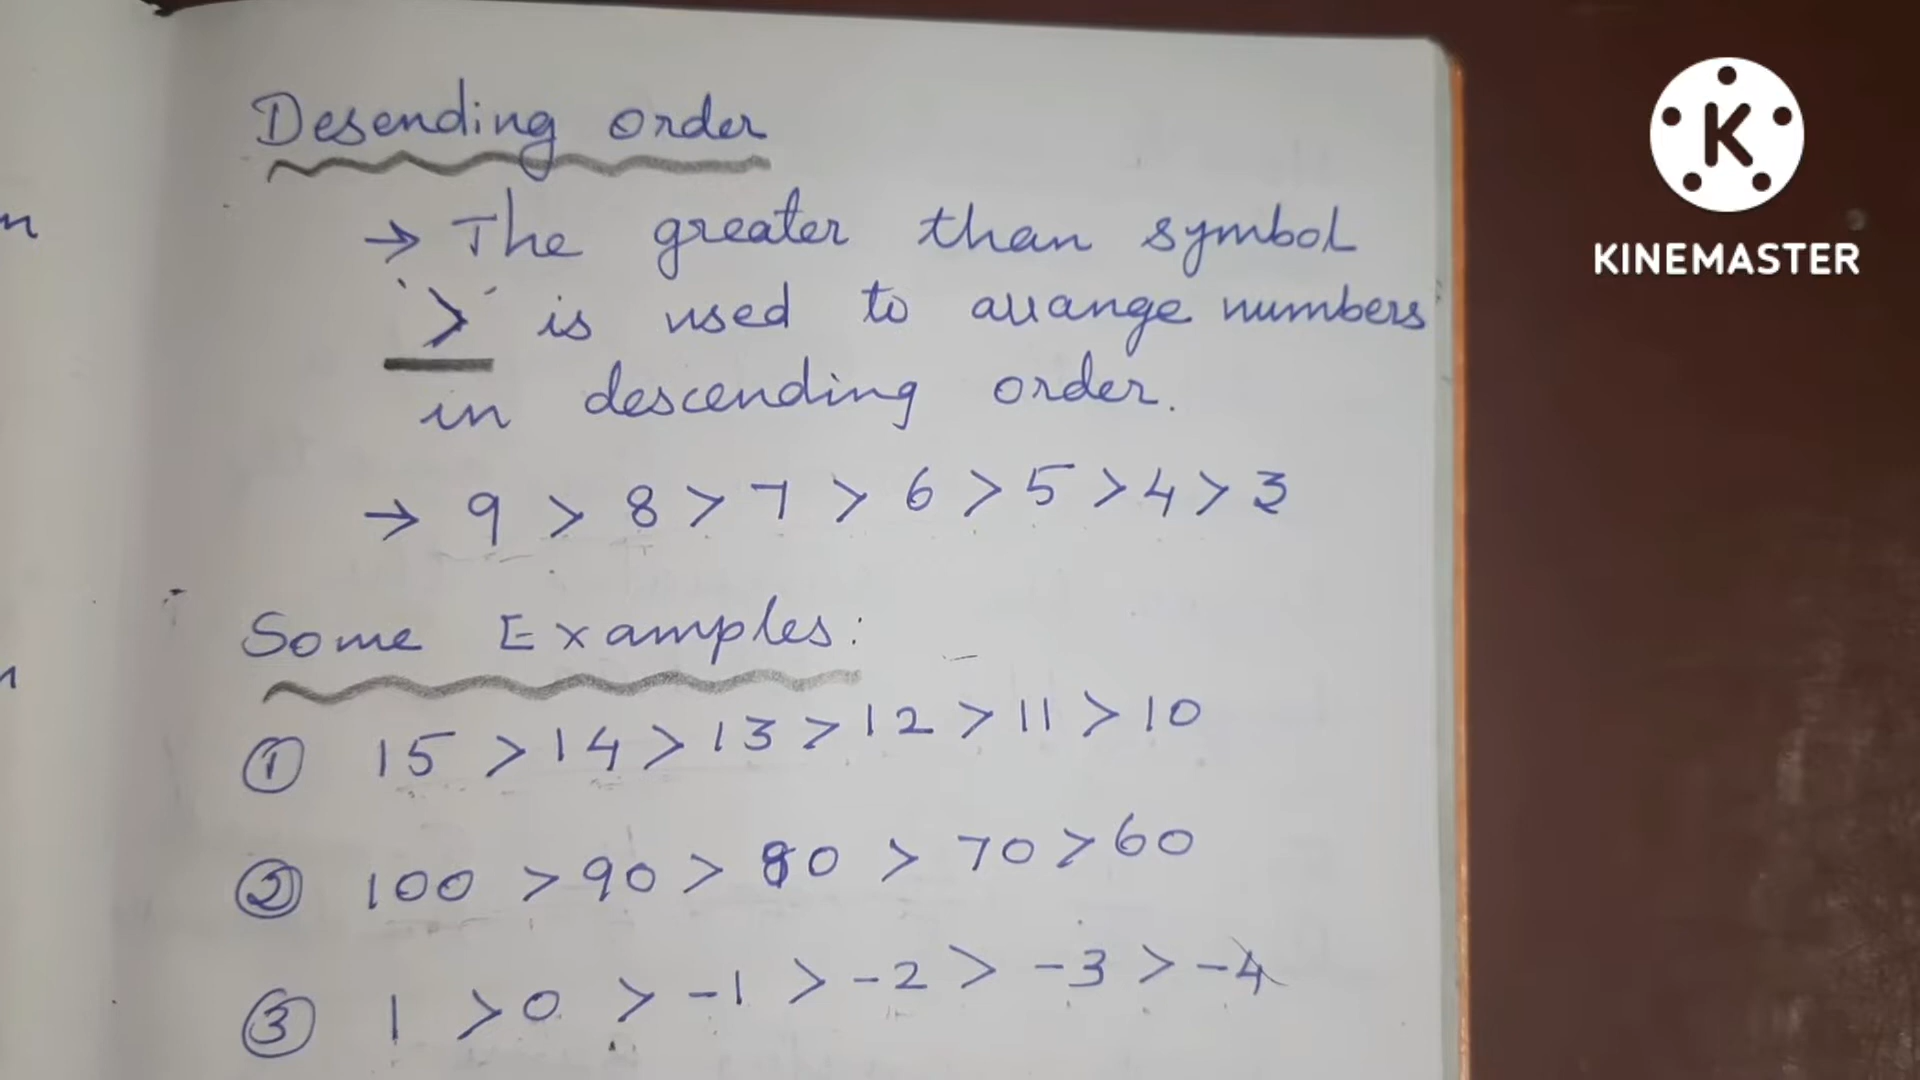 Desending order
→ The greater than symbol
'>' is used to arrange numbers
in descending order.
→ 9 > 8 > 7 > 6 > 5 > 4 > 3
Some Examples:
① 15 > 14 > 13 > 12 > 11 > 10
② 100 > 90 > 80 > 70 > 60
③ 1 > 0 > -1 > -2 > -3 > -4
K
KINEMASTER